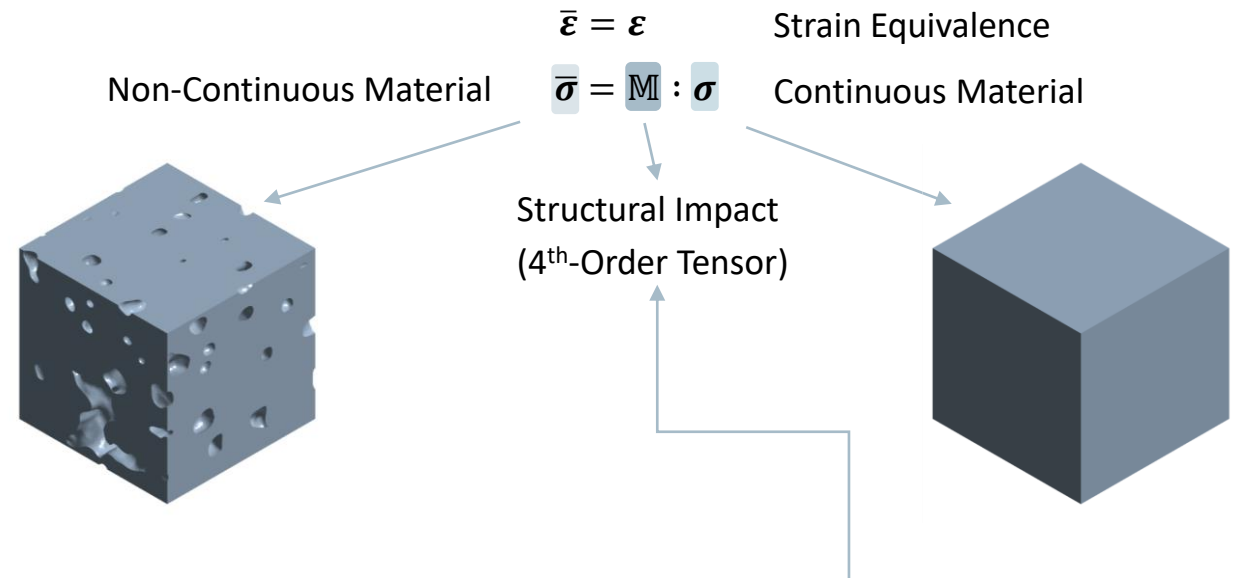 ε̄ = ε Strain Equivalence
Non-Continuous Material σ̄ = 𝕄 : σ Continuous Material
Structural Impact
(4th-Order Tensor)